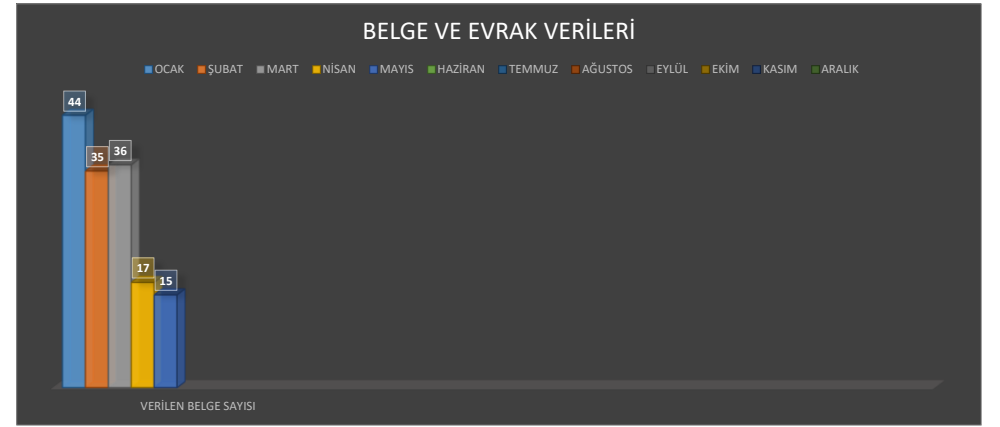 BELGE VE EVRAK VERİLERİ
OCAK ŞUBAT MART NİSAN MAYIS HAZİRAN TEMMUZ AĞUSTOS EYLÜL EKİM KASIM ARALIK
44
35
36
17
15
VERİLEN BELGE SAYISI